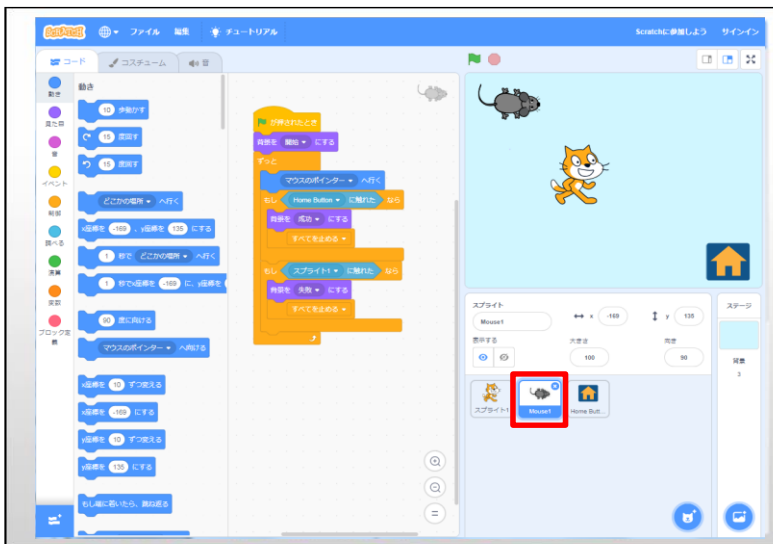 SCRATCH ファイル 編集 チュートリアル Scratchに参加しよう サインイン
コード コスチューム 音
動き
見た目
音
イベント
制御
調べる
演算
変数
ブロック定義
動き
10 歩動かす
15 度回す
15 度回す
どこかの場所 へ行く
x座標を -169 、y座標を 135 にする
1 秒で どこかの場所 へ行く
1 秒でx座標を -169 に、y座標を
90 度に向ける
マウスのポインター へ向ける
x座標を 10 ずつ変える
x座標を -169 にする
y座標を 10 ずつ変える
y座標を 135 にする
もし端に着いたら、跳ね返る
が押されたとき
背景を 開始 にする
ずっと
マウスのポインター へ行く
もし Home Button に触れた なら
背景を 成功 にする
すべてを止める
もし スプライト1 に触れた なら
背景を 失敗 にする
すべてを止める
スプライト
Mouse1 x -169 y 135
表示する 大きさ 向き
100 90
スプライト1 Mouse1 Home Butt...
ステージ
背景
3